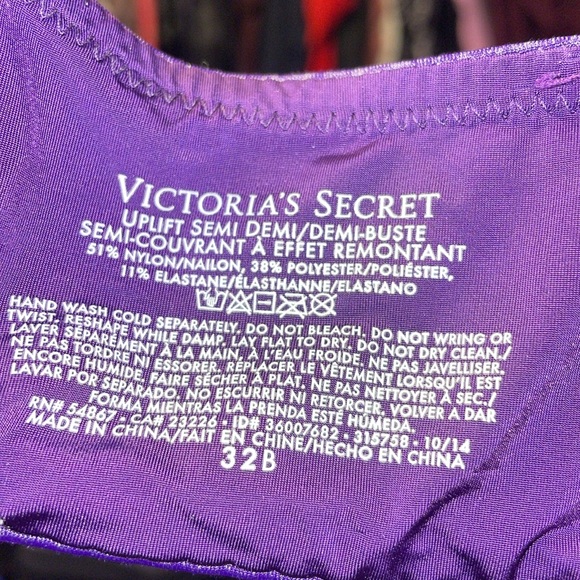 VICTORIA'S SECRET
UPLIFT SEMI DEMI/DEMI-BUSTE
SEMI-COUVRANT À EFFET REMONTANT
51% NYLON/NAILON, 38% POLYESTER/POLIÉSTER,
11% ELASTANE/ÉLASTHANNE/ELASTANO
HAND WASH COLD SEPARATELY. DO NOT BLEACH. DO NOT WRING OR
TWIST. RESHAPE WHILE DAMP. LAY FLAT TO DRY. DO NOT DRY CLEAN./
LAVER SÉPARÉMENT À LA MAIN, À L'EAU FROIDE. NE PAS JAVELLISER.
NE PAS TORDRE NI ESSORER. REPLACER LE VÊTEMENT LORSQU'IL EST
ENCORE HUMIDE. FAIRE SÉCHER À PLAT. NE PAS NETTOYER À SEC./
LAVAR POR SEPARADO. NO ESCURRIR NI RETORCER. VOLVER A DAR
FORMA MIENTRAS LA PRENDA ESTÉ HÚMEDA.
RN# 54867 · CA# 23226 · ID# 36007682 · 315758 · 10/14
MADE IN CHINA/FAIT EN CHINE/HECHO EN CHINA
32B